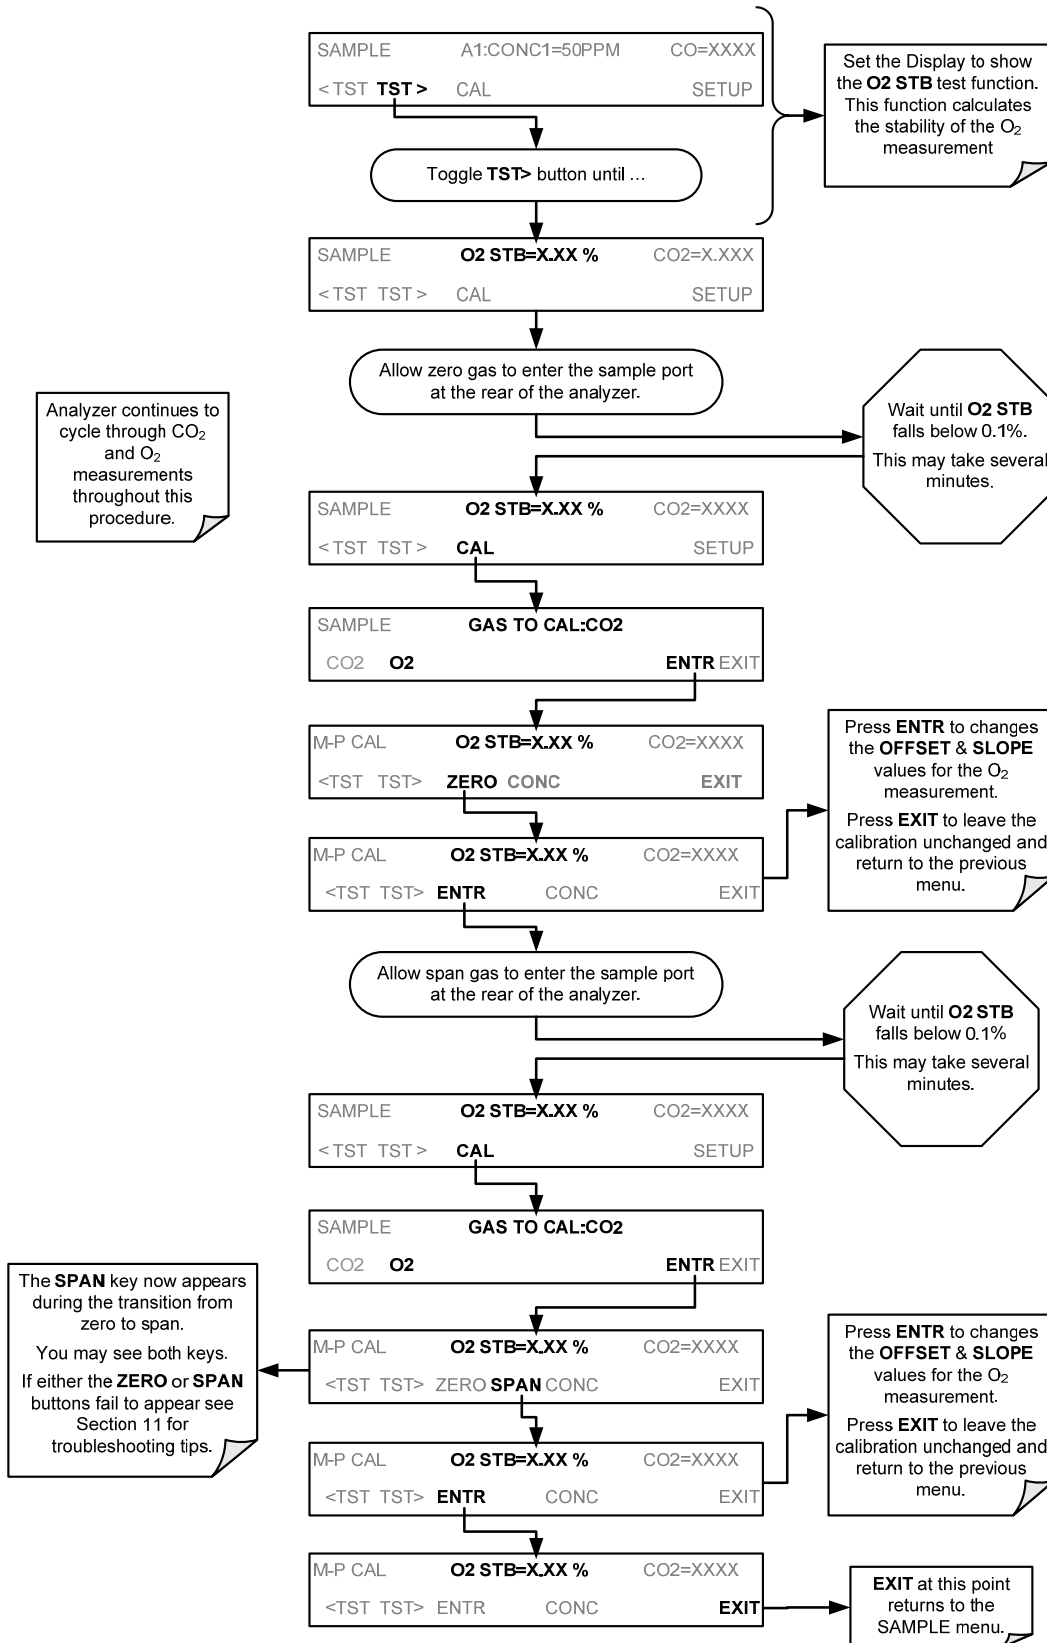 SAMPLE A1:CONC1=50PPM CO=XXXX
< TST TST > CAL SETUP
Set the Display to show
the O2 STB test function.
This function calculates
the stability of the O₂
measurement
Toggle TST> button until ...
SAMPLE O2 STB=X.XX % CO2=X.XXX
< TST TST > CAL SETUP
Allow zero gas to enter the sample port
at the rear of the analyzer.
Wait until O2 STB
falls below 0.1%.
This may take several
minutes.
Analyzer continues to
cycle through CO₂
and O₂
measurements
throughout this
procedure.
SAMPLE O2 STB=X.XX % CO2=XXXX
< TST TST > CAL SETUP
SAMPLE GAS TO CAL:CO2
CO2 O2 ENTR EXIT
M-P CAL O2 STB=X.XX % CO2=XXXX
<TST TST> ZERO CONC EXIT
M-P CAL O2 STB=X.XX % CO2=XXXX
<TST TST> ENTR CONC EXIT
Press ENTR to changes
the OFFSET & SLOPE
values for the O₂
measurement.
Press EXIT to leave the
calibration unchanged and
return to the previous
menu.
Allow span gas to enter the sample port
at the rear of the analyzer.
Wait until O2 STB
falls below 0.1%
This may take several
minutes.
SAMPLE O2 STB=X.XX % CO2=XXXX
< TST TST > CAL SETUP
SAMPLE GAS TO CAL:CO2
CO2 O2 ENTR EXIT
The SPAN key now appears
during the transition from
zero to span.
You may see both keys.
If either the ZERO or SPAN
buttons fail to appear see
Section 11 for
troubleshooting tips.
M-P CAL O2 STB=X.XX % CO2=XXXX
<TST TST> ZERO SPAN CONC EXIT
M-P CAL O2 STB=X.XX % CO2=XXXX
<TST TST> ENTR CONC EXIT
Press ENTR to changes
the OFFSET & SLOPE
values for the O₂
measurement.
Press EXIT to leave the
calibration unchanged and
return to the previous
menu.
M-P CAL O2 STB=X.XX % CO2=XXXX
<TST TST> ENTR CONC EXIT
EXIT at this point
returns to the
SAMPLE menu.